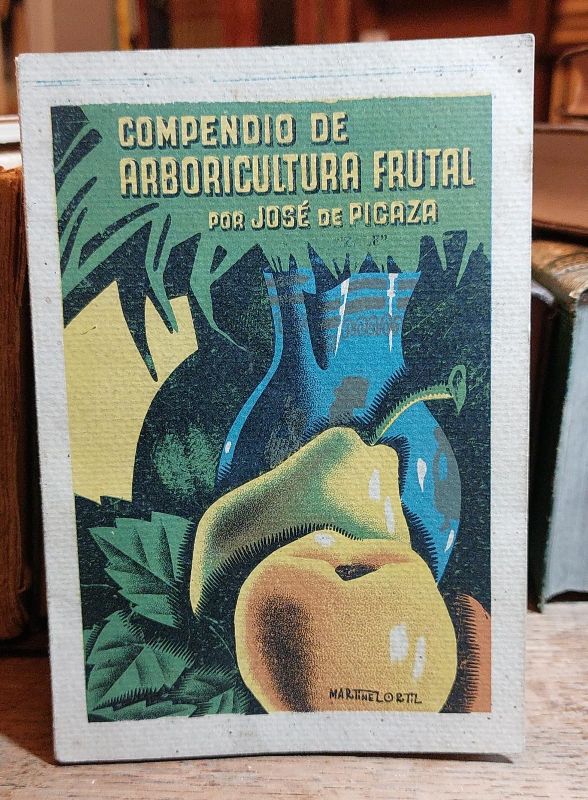 COMPENDIO DE
ARBORICULTURA FRUTAL
POR JOSÉ DE PICAZA
MARTINEZ ORTIZ